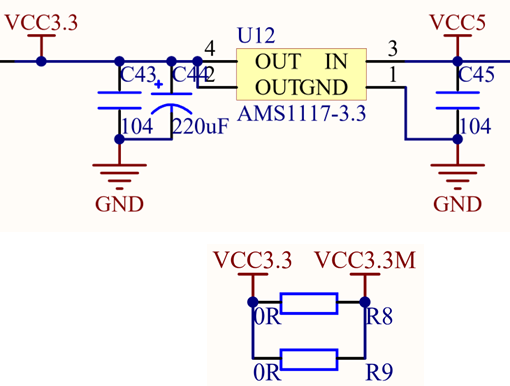 VCC3.3
U12
VCC5
C43
C44
4
OUT IN
3
C45
2
OUTGND
1
104
220uF
AMS1117-3.3
104
GND
GND
VCC3.3
VCC3.3M
0R
R8
0R
R9